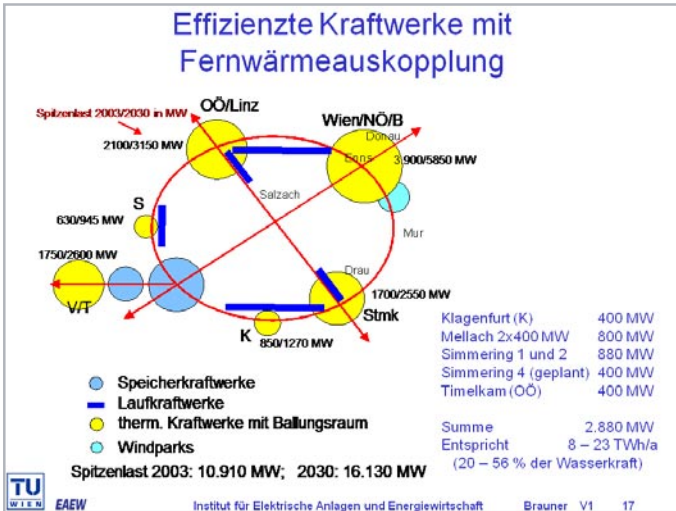 Effizienzte Kraftwerke mit
Fernwärmeauskopplung
OÖ/Linz
Spitzenlast 2003/2030 in MW
Wien/NÖ/B
Donau
2100/3150 MW
Enns
3.900/5850 MW
Salzach
S
630/945 MW
Mur
1750/2600 MW
Drau
V/T
1700/2550 MW
Stmk
K
850/1270 MW
Klagenfurt (K) 400 MW
Mellach 2x400 MW 800 MW
Simmering 1 und 2 880 MW
Simmering 4 (geplant) 400 MW
Timelkam (OÖ) 400 MW
Summe 2.880 MW
Entspricht 8 – 23 TWh/a
(20 – 56 % der Wasserkraft)
Speicherkraftwerke
Laufkraftwerke
therm. Kraftwerke mit Ballungsraum
Windparks
Spitzenlast 2003: 10.910 MW; 2030: 16.130 MW
TU
WIEN
EAEW
Institut für Elektrische Anlagen und Energiewirtschaft Brauner V1 17